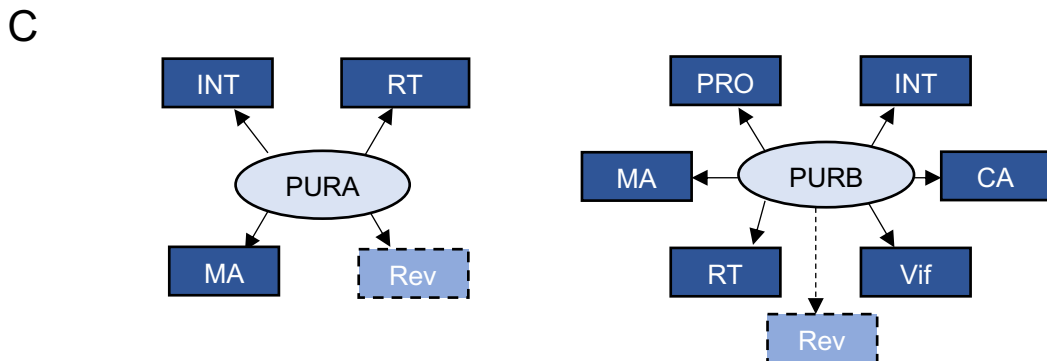 C
INT
RT
PURA
MA
Rev
PRO
INT
MA
PURB
CA
RT
Vif
Rev